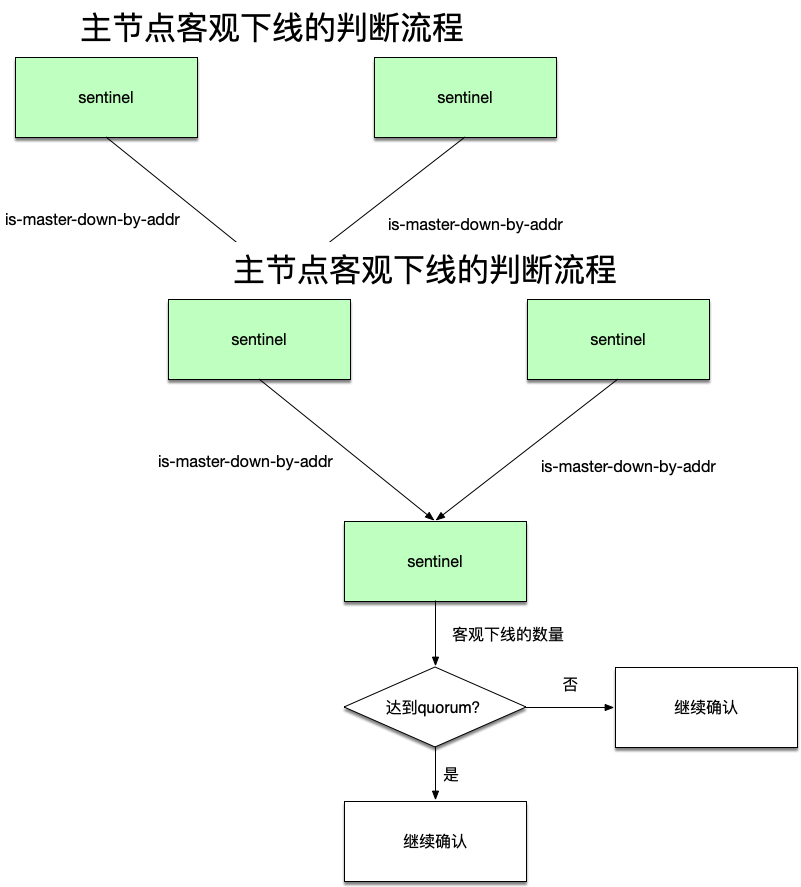 主节点客观下线的判断流程
sentinel
sentinel
is-master-down-by-addr
is-master-down-by-addr
主节点客观下线的判断流程
sentinel
sentinel
is-master-down-by-addr
is-master-down-by-addr
sentinel
客观下线的数量
达到quorum?
否
继续确认
是
继续确认